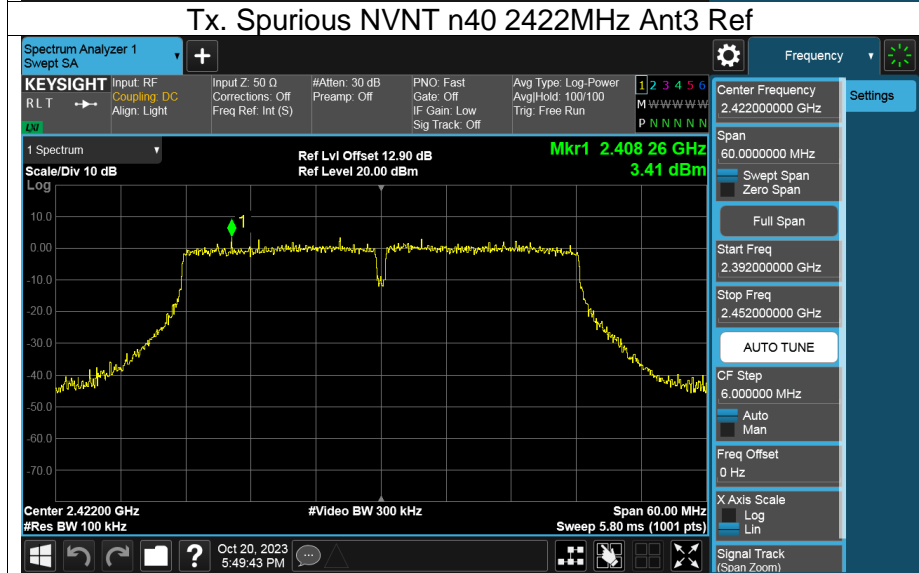 Tx. Spurious NVNT n40 2422MHz Ant3 Ref
Spectrum Analyzer 1
Swept SA
+
Frequency
KEYSIGHT
RLT
LXI
Input: RF
Coupling: DC
Align: Light
Input Z: 50 Ω
Corrections: Off
Freq Ref: Int (S)
#Atten: 30 dB
Preamp: Off
PNO: Fast
Gate: Off
IF Gain: Low
Sig Track: Off
Avg Type: Log-Power
Avg|Hold: 100/100
Trig: Free Run
1 2 3 4 5 6
M W W W W W
P N N N N N
1 Spectrum
Scale/Div 10 dB
Ref Lvl Offset 12.90 dB
Ref Level 20.00 dBm
Mkr1 2.408 26 GHz
3.41 dBm
Log
10.0
0.00
-10.0
-20.0
-30.0
-40.0
-50.0
-60.0
-70.0
1
Center 2.42200 GHz
#Res BW 100 kHz
#Video BW 300 kHz
Span 60.00 MHz
Sweep 5.80 ms (1001 pts)
Center Frequency
2.422000000 GHz
Settings
Span
60.0000000 MHz
Swept Span
Zero Span
Full Span
Start Freq
2.392000000 GHz
Stop Freq
2.452000000 GHz
AUTO TUNE
CF Step
6.000000 MHz
Auto
Man
Freq Offset
0 Hz
X Axis Scale
Log
Lin
Signal Track
(Span Zoom)
?
Oct 20, 2023
5:49:43 PM